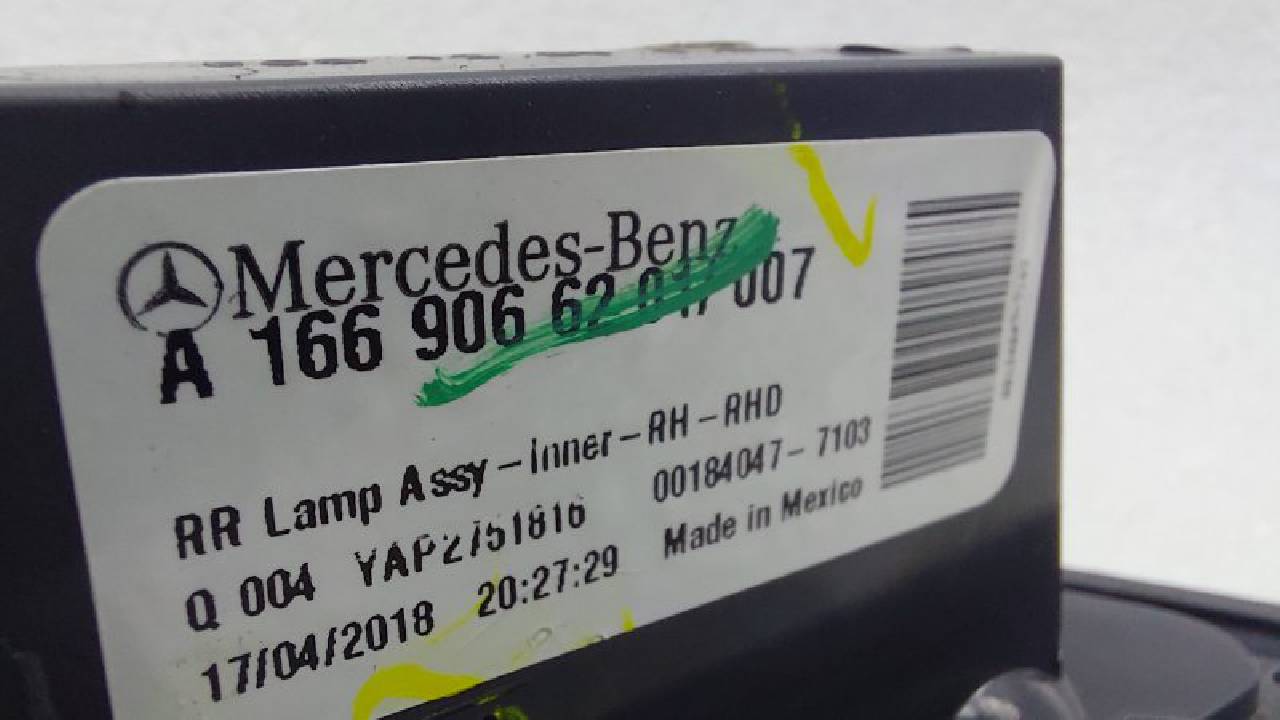 Mercedes-Benz
A 166 906 62 01/ 007
RR Lamp Assy-Inner-RH-RHD
Q 004 YAP2751816 00184047-7103
17/04/2018 20:27:29 Made in Mexico